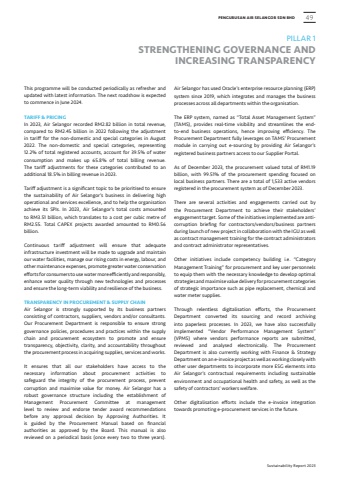 PENGURUSAN AIR SELANGOR SDN BHD 49
PILLAR 1
STRENGTHENING GOVERNANCE AND
INCREASING TRANSPARENCY
This programme will be conducted periodically as refresher and
updated with latest information. The next roadshow is expected
to commence in June 2024.
TARIFF & PRICING
In 2023, Air Selangor recorded RM2.82 billion in total revenue,
compared to RM2.45 billion in 2022 following the adjustment
in tariff for the non-domestic and special categories in August
2022. The non-domestic and special categories, representing
12.2% of total registered accounts, account for 39.5% of water
consumption and makes up 65.8% of total billing revenue.
The tariff adjustments for these categories contributed to an
additional 18.5% in billing revenue in 2023.
Tariff adjustment is a significant topic to be prioritised to ensure
the sustainability of Air Selangor's business in delivering high
operational and services excellence, and to help the organisation
achieve its SPIs. In 2023, Air Selangor's total costs amounted
to RM3.51 billion, which translates to a cost per cubic metre of
RM2.55. Total CAPEX projects awarded amounted to RM0.56
billion.
Continuous tariff adjustment will ensure that adequate
infrastructure investment will be made to upgrade and maintain
our water facilities, manage our rising costs in energy, labour, and
other maintenance expenses, promote greater water conservation
efforts for consumers to use water more efficiently and responsibly,
enhance water quality through new technologies and processes
and ensure the long-term viability and resilience of the business.
TRANSPARENCY IN PROCUREMENT & SUPPLY CHAIN
Air Selangor is strongly supported by its business partners
consisting of contractors, suppliers, vendors and/or consultants.
Our Procurement Department is responsible to ensure strong
governance policies, procedures and practices within the supply
chain and procurement ecosystem to promote and ensure
transparency, objectivity, clarity, and accountability throughout
the procurement process in acquiring supplies, services and works.
It ensures that all our stakeholders have access to the
necessary information about procurement activities to
safeguard the integrity of the procurement process, prevent
corruption and maximise value for money. Air Selangor has a
robust governance structure including the establishment of
Management Procurement Committee at management
level to review and endorse tender award recommendations
before any approval decision by Approving Authorities. It
is guided by the Procurement Manual based on financial
authorities as approved by the Board. This manual is also
reviewed on a periodical basis (once every two to three years).
Air Selangor has used Oracle's enterprise resource planning (ERP)
system since 2019, which integrates and manages the business
processes across all departments within the organisation.
The ERP system, named as "Total Asset Management System"
(TAMS), provides real-time visibility and streamlines the end-
to-end business operations, hence improving efficiency. The
Procurement Department fully leverages on TAMS' Procurement
module in carrying out e-sourcing by providing Air Selangor's
registered business partners access to our Supplier Portal.
As of December 2023, the procurement valued total of RM1.19
billion, with 99.51% of the procurement spending focused on
local business partners. There are a total of 1,533 active vendors
registered in the procurement system as of December 2023.
There are several activities and engagements carried out by
the Procurement Department to achieve their stakeholders'
engagement target. Some of the initiatives implemented are anti-
corruption briefing for contractors/vendors/business partners
during launch of new project in collaboration with the IGU as well
as contract management training for the contract administrators
and contract administrator representatives.
Other initiatives include competency building i.e. "Category
Management Training" for procurement and key user personnels
to equip them with the necessary knowledge to develop optimal
strategies and maximise value delivery for procurement categories
of strategic importance such as pipe replacement, chemical and
water meter supplies.
Through relentless digitalisation efforts, the Procurement
Department converted its sourcing and record archiving
into paperless processes. In 2023, we have also successfully
implemented "Vendor Performance Management System"
(VPMS) where vendors performance reports are submitted,
reviewed and analysed electronically. The Procurement
Department is also currently working with Finance & Strategy
Department on an e-invoice project as well as working closely with
other user departments to incorporate more ESG elements into
Air Selangor's contractual requirements including sustainable
environment and occupational health and safety, as well as the
safety of contractors' workers welfare.
Other digitalisation efforts include the e-invoice integration
towards promoting e-procurement services in the future.
Sustainability Report 2023